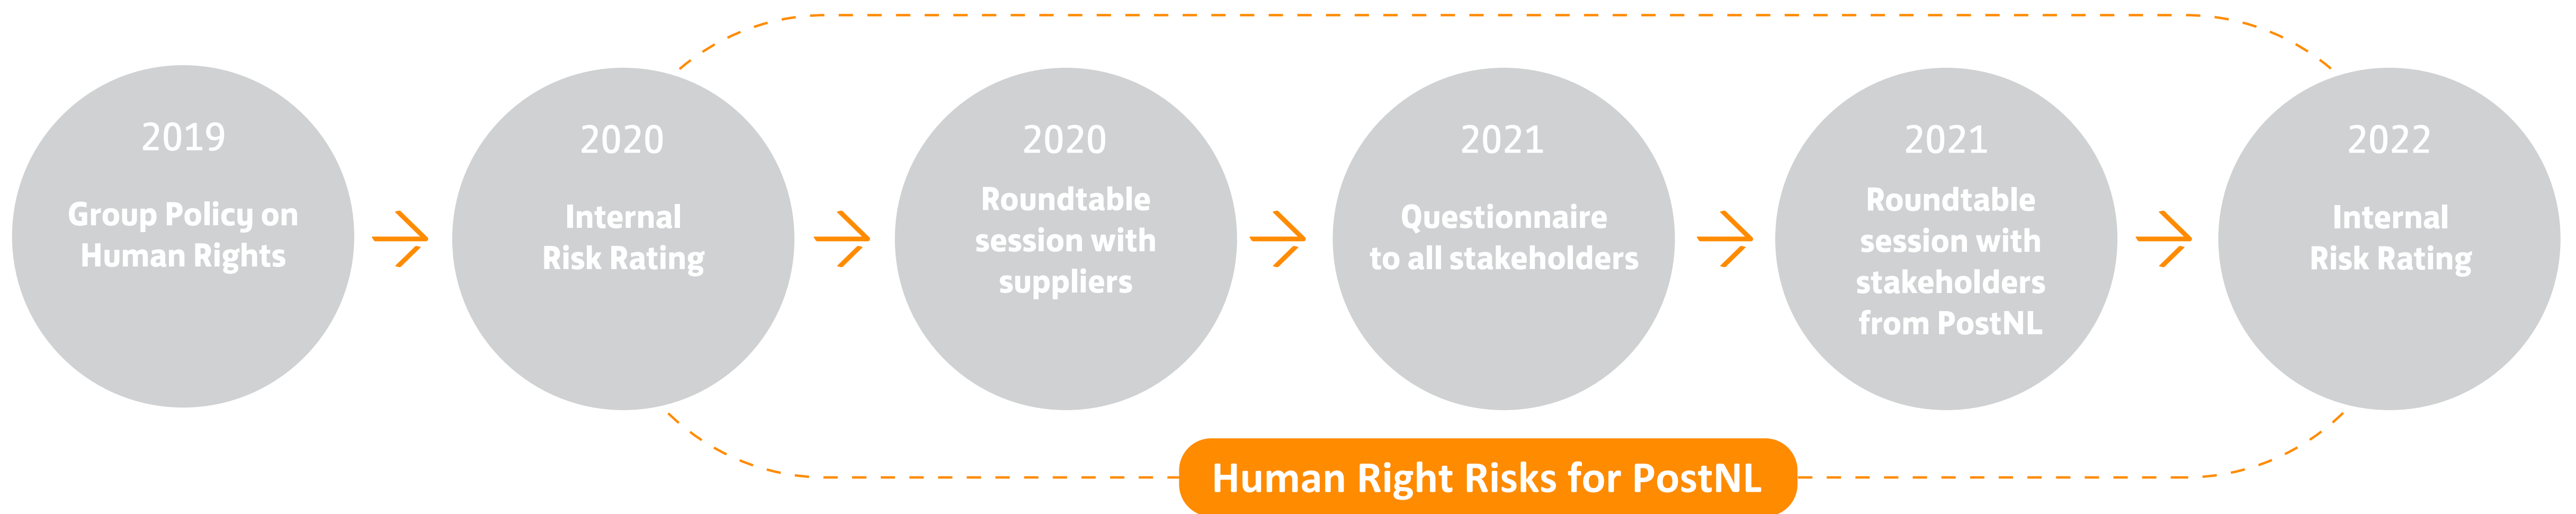 2019
Group Policy on
Human Rights
2020
Internal
Risk Rating
2020
Roundtable
session with
suppliers
2021
Questionnaire
to all stakeholders
2021
Roundtable
session with
stakeholders
from PostNL
2022
Internal
Risk Rating
Human Right Risks for PostNL